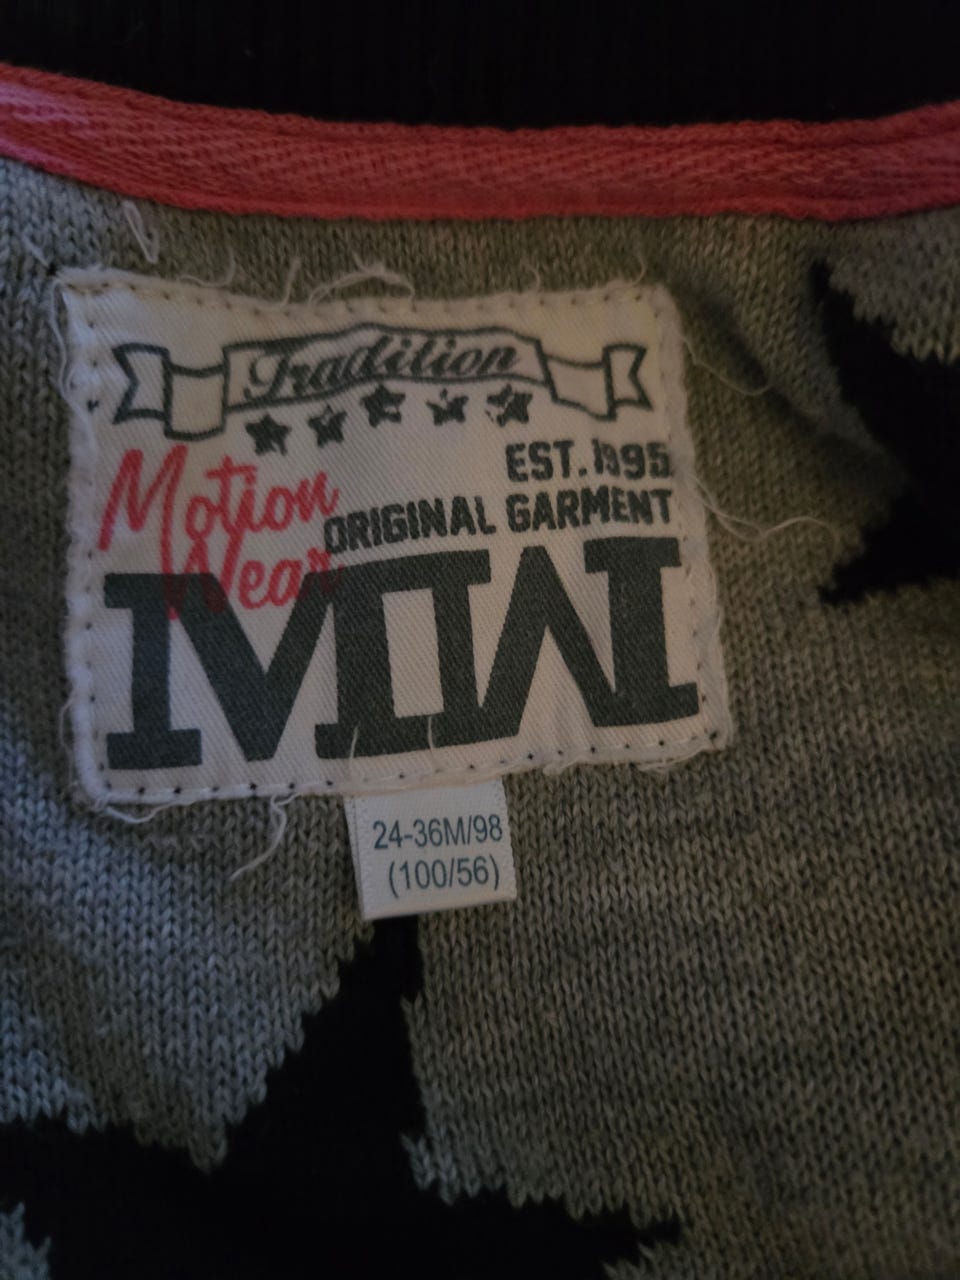 Tradition
EST. 1995
Motion
Wear
ORIGINAL GARMENT
MW
24-36M/98
(100/56)